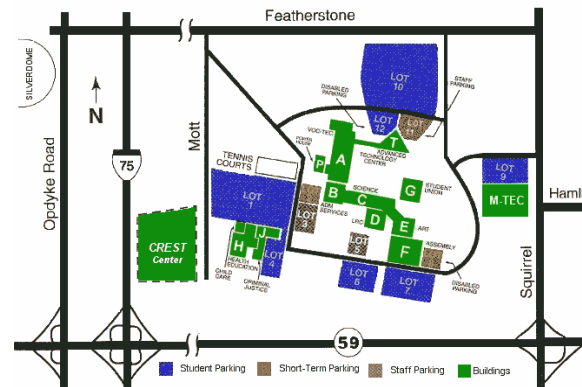 Featherstone
SILVERDOME
N
Opdyke Road
75
Mott
DISABLED
PARKING
LOT
10
STAFF
PARKING
LOT
12
LOT
T
VOC-TEC
POWER
HOUSE
ADVANCED
TECHNOLOGY
CENTER
TENNIS
COURTS
P
A
LOT
9
M-TEC
Haml
Squirrel
G
STUDENT
UNION
SCIENCE
B
C
D
E
F
ADM
SERVICES
LRC
ART
LOT
1
LOT
3
LOT
5
ASSEMBLY
DISABLED
PARKING
CREST
Center
J
H
HEALTH
EDUCATION
CHILD
CARE
CRIMINAL
JUSTICE
LOT
4
LOT
6
LOT
7
59
Student Parking
Short-Term Parking
Staff Parking
Buildings